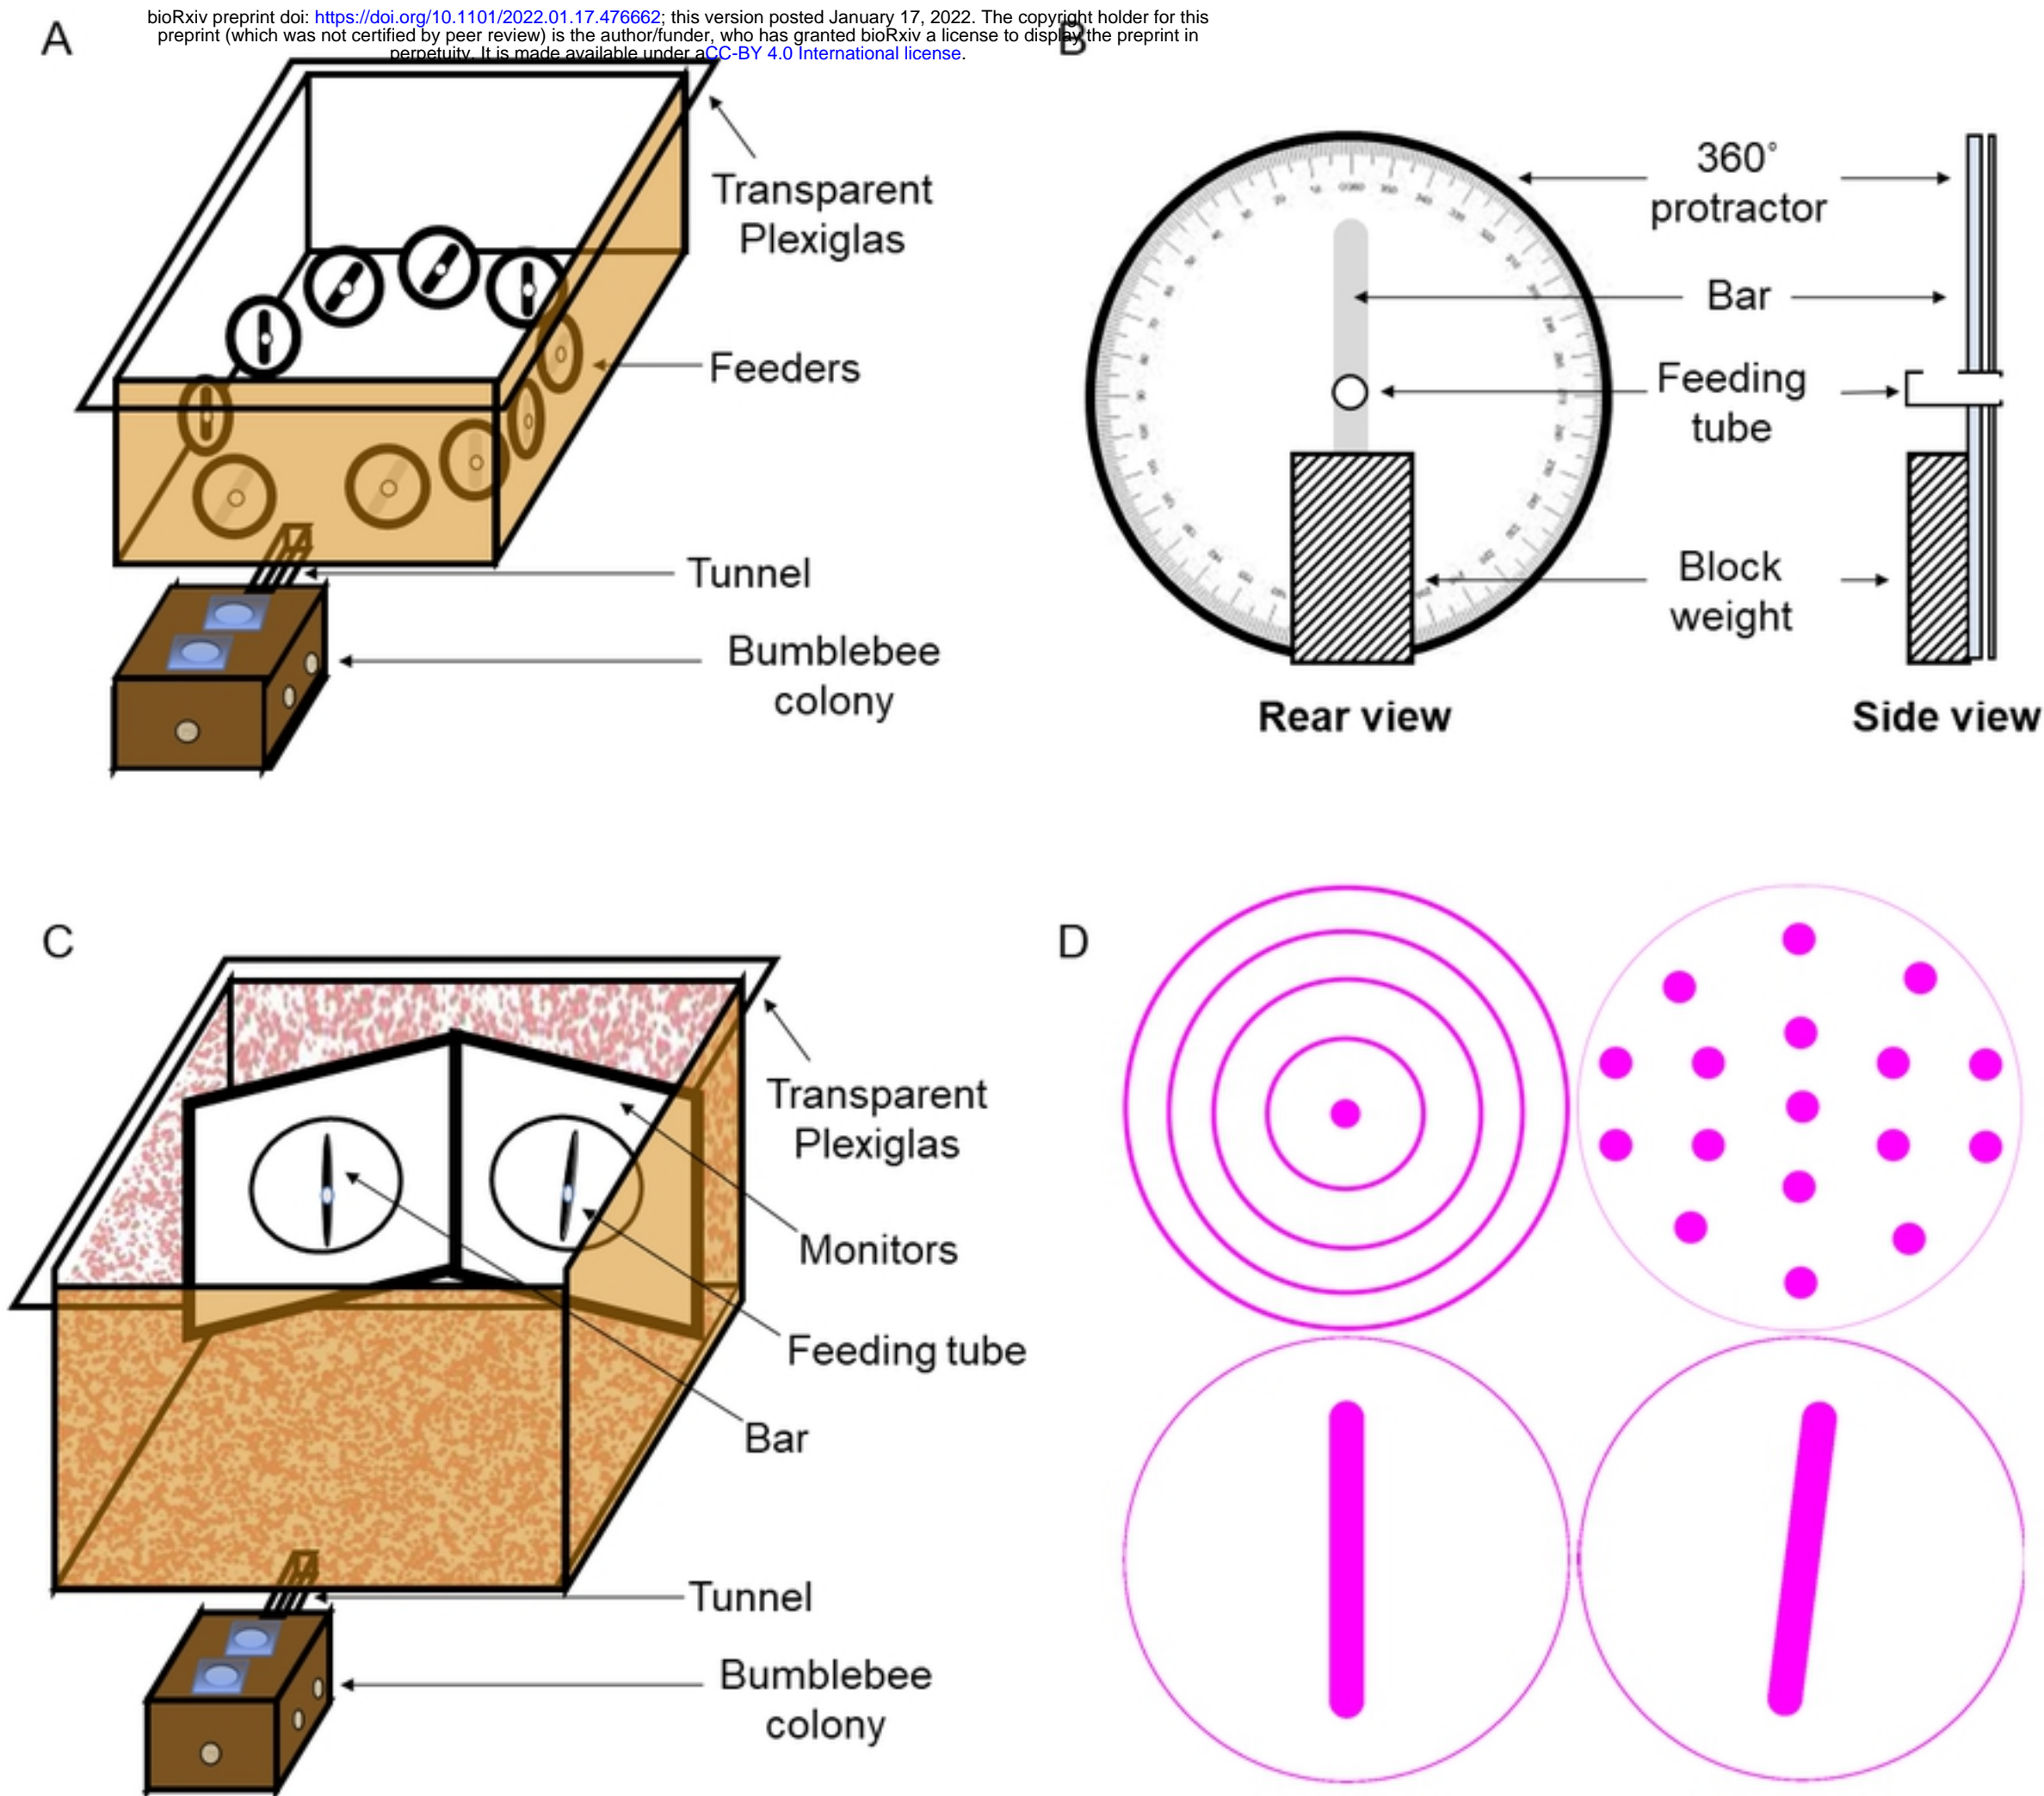 bioRxiv preprint doi: https://doi.org/10.1101/2022.01.17.476662; this version posted January 17, 2022. The copyright holder for this
preprint (which was not certified by peer review) is the author/funder, who has granted bioRxiv a license to display the preprint in
perpetuity. It is made available under aCC-BY 4.0 International license.
A
Transparent
Plexiglas
Feeders
Tunnel
Bumblebee
colony
B
360°
protractor
Bar
Feeding
tube
Block
weight
Rear view
Side view
C
Transparent
Plexiglas
Monitors
Feeding tube
Bar
Tunnel
Bumblebee
colony
D